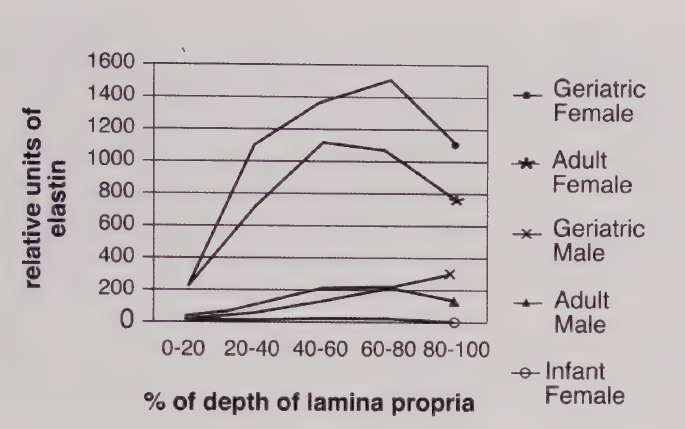 1600
1400
1200
1000
800
600
400
200
0
relative units of
elastin
0-20 20-40 40-60 60-80 80-100
% of depth of lamina propria
Geriatric
Female
Adult
Female
Geriatric
Male
Adult
Male
Infant
Female